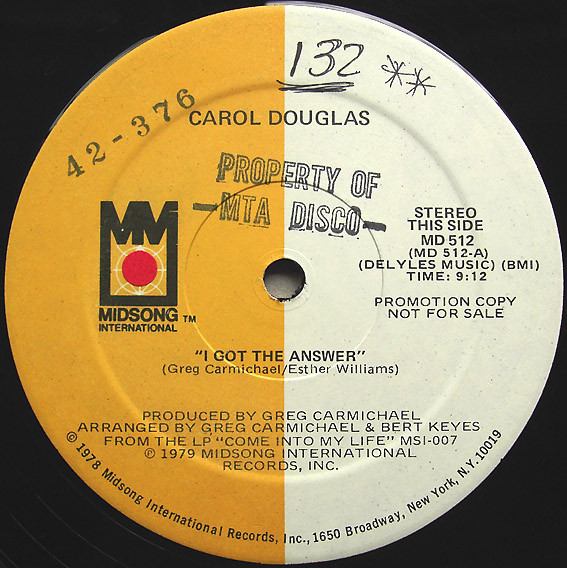 132 **
42-376
CAROL DOUGLAS
PROPERTY OF
-MTA DISCO-
STEREO
THIS SIDE
MD 512
(MD 512-A)
(DELYLES MUSIC) (BMI)
TIME: 9:12
PROMOTION COPY
NOT FOR SALE
MM
MIDSONG TM
INTERNATIONAL
"I GOT THE ANSWER"
(Greg Carmichael/Esther Williams)
PRODUCED BY GREG CARMICHAEL
ARRANGED BY GREG CARMICHAEL & BERT KEYES
FROM THE LP "COME INTO MY LIFE" MSI-007
℗ 1979 MIDSONG INTERNATIONAL
RECORDS, INC.
© 1978 Midsong International Records, Inc., 1650 Broadway, New York, N.Y. 10019